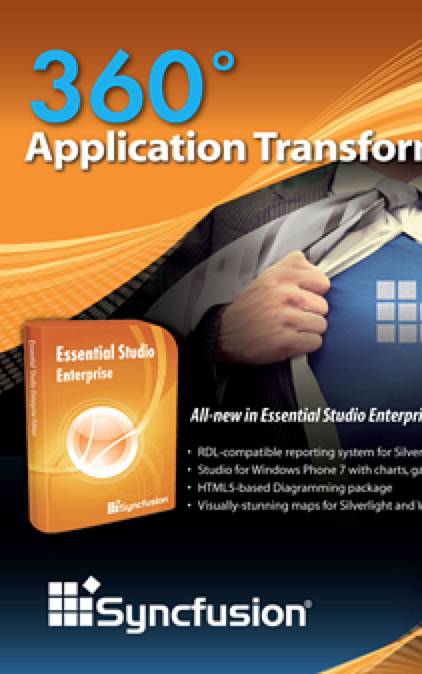 360°
Application Transfor
Essential Studio
Enterprise
Essential Studio Enterprise Edition
Syncfusion
All-new in Essential Studio Enterpri
• RDL-compatible reporting system for Silver
• Studio for Windows Phone 7 with charts, ga
• HTML5-based Diagramming package
• Visually-stunning maps for Silverlight and W
Syncfusion®